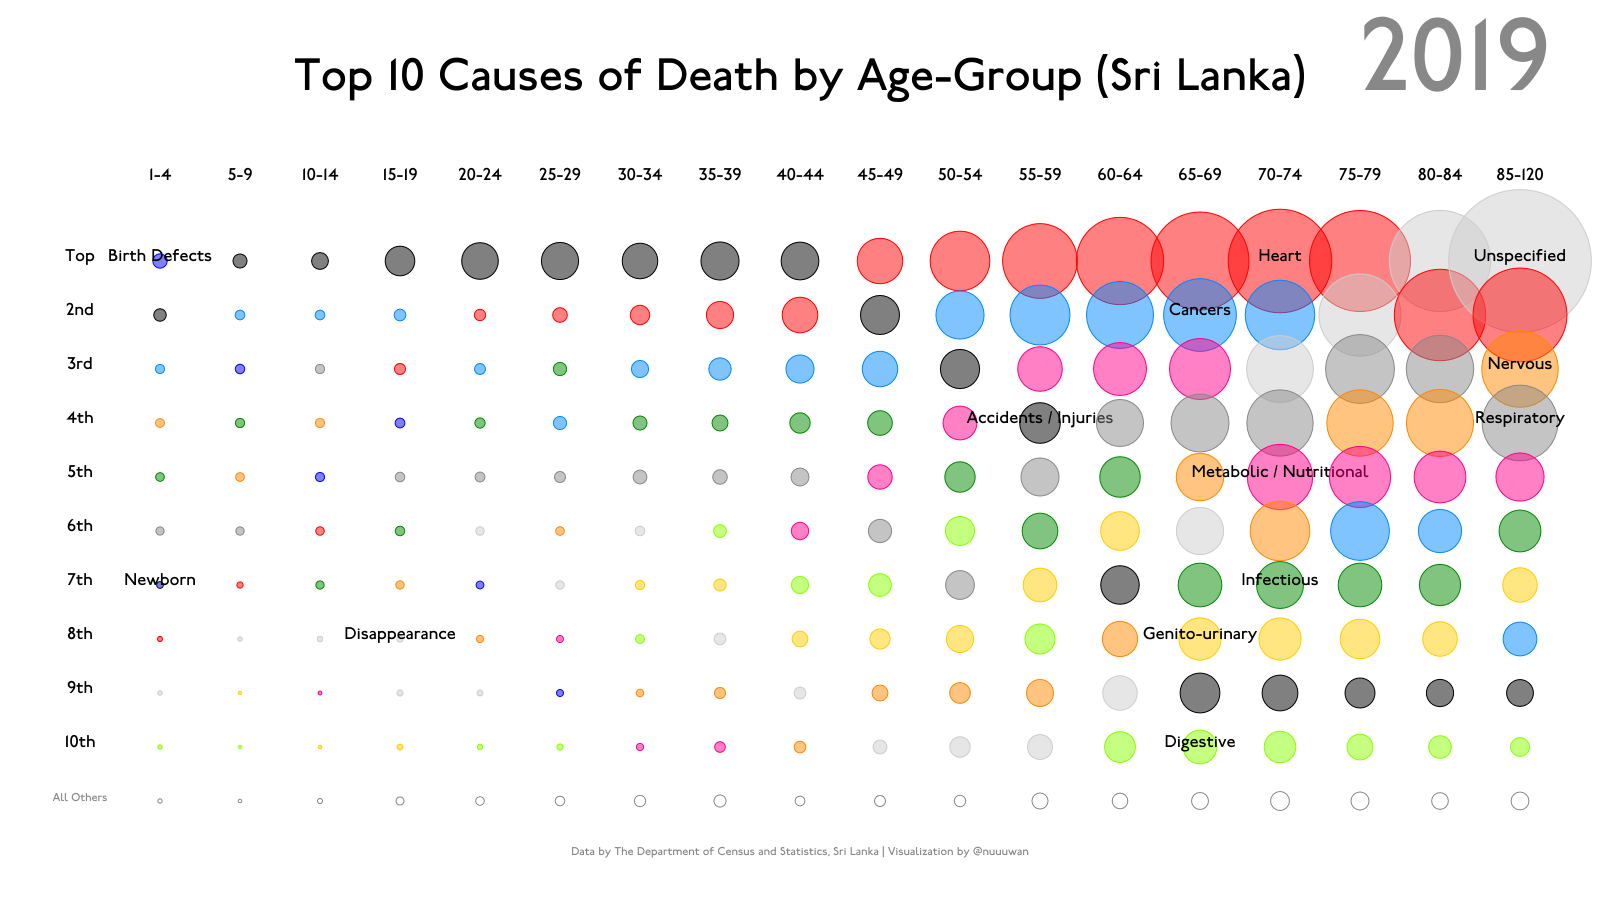 2019
Top 10 Causes of Death by Age-Group (Sri Lanka)
1-4 5-9 10-14 15-19 20-24 25-29 30-34 35-39 40-44 45-49 50-54 55-59 60-64 65-69 70-74 75-79 80-84 85-120
Top Birth Defects Heart Unspecified
2nd Cancers
3rd Nervous
4th Accidents / Injuries Respiratory
5th Metabolic / Nutritional
6th
7th Newborn Infectious
8th Disappearance Genito-urinary
9th
10th Digestive
All Others
Data by The Department of Census and Statistics, Sri Lanka | Visualization by @nuuuwan